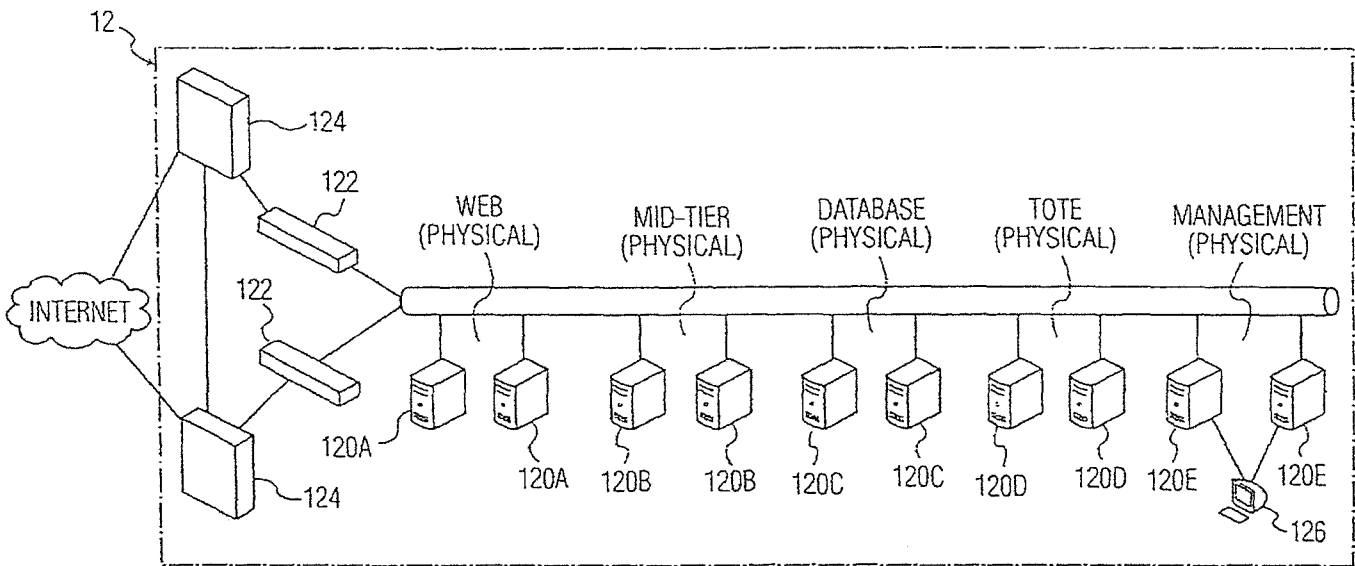 12
124
122
WEB
(PHYSICAL)
MID-TIER
(PHYSICAL)
DATABASE
(PHYSICAL)
TOTE
(PHYSICAL)
MANAGEMENT
(PHYSICAL)
INTERNET
122
120A
120A
120B
120B
120C
120C
120D
120D
120E
120E
124
126